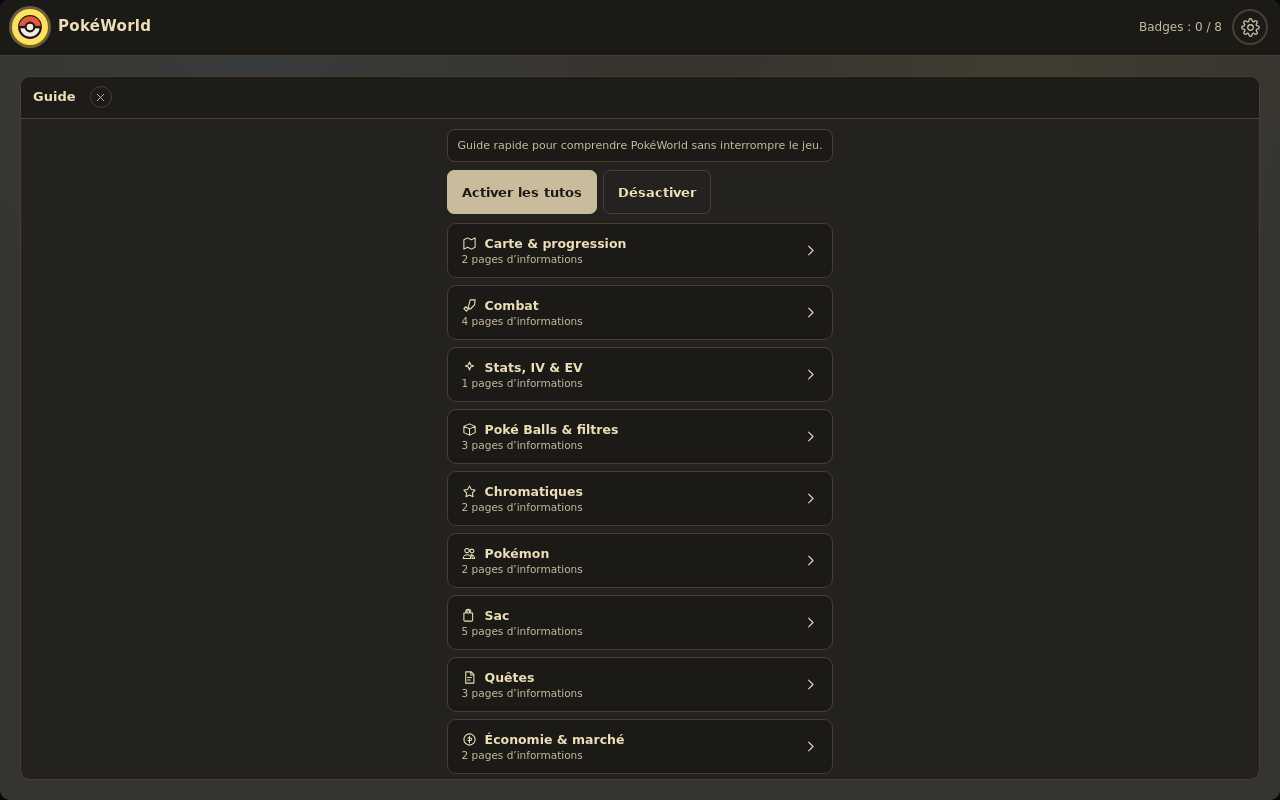 PokéWorld
Badges : 0 / 8
Guide
Guide rapide pour comprendre PokéWorld sans interrompre le jeu.
Activer les tutos
Désactiver
Carte & progression
2 pages d’informations
Combat
4 pages d’informations
Stats, IV & EV
1 pages d’informations
Poké Balls & filtres
3 pages d’informations
Chromatiques
2 pages d’informations
Pokémon
2 pages d’informations
Sac
5 pages d’informations
Quêtes
3 pages d’informations
Économie & marché
2 pages d’informations